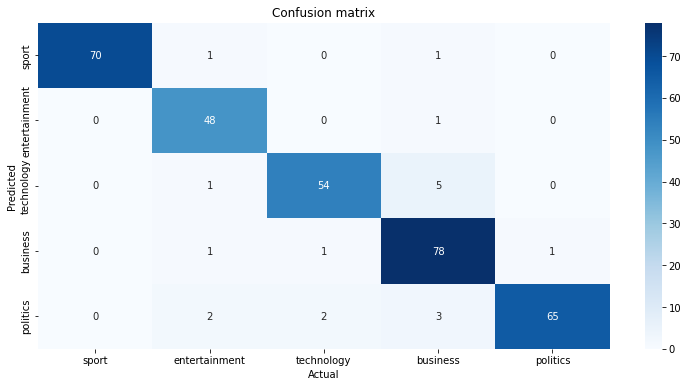 Confusion matrix
sport 70 1 0 1 0
entertainment 0 48 0 1 0
technology 0 1 54 5 0
business 0 1 1 78 1
politics 0 2 2 3 65
sport entertainment technology business politics
Actual
Predicted
70
60
50
40
30
20
10
0